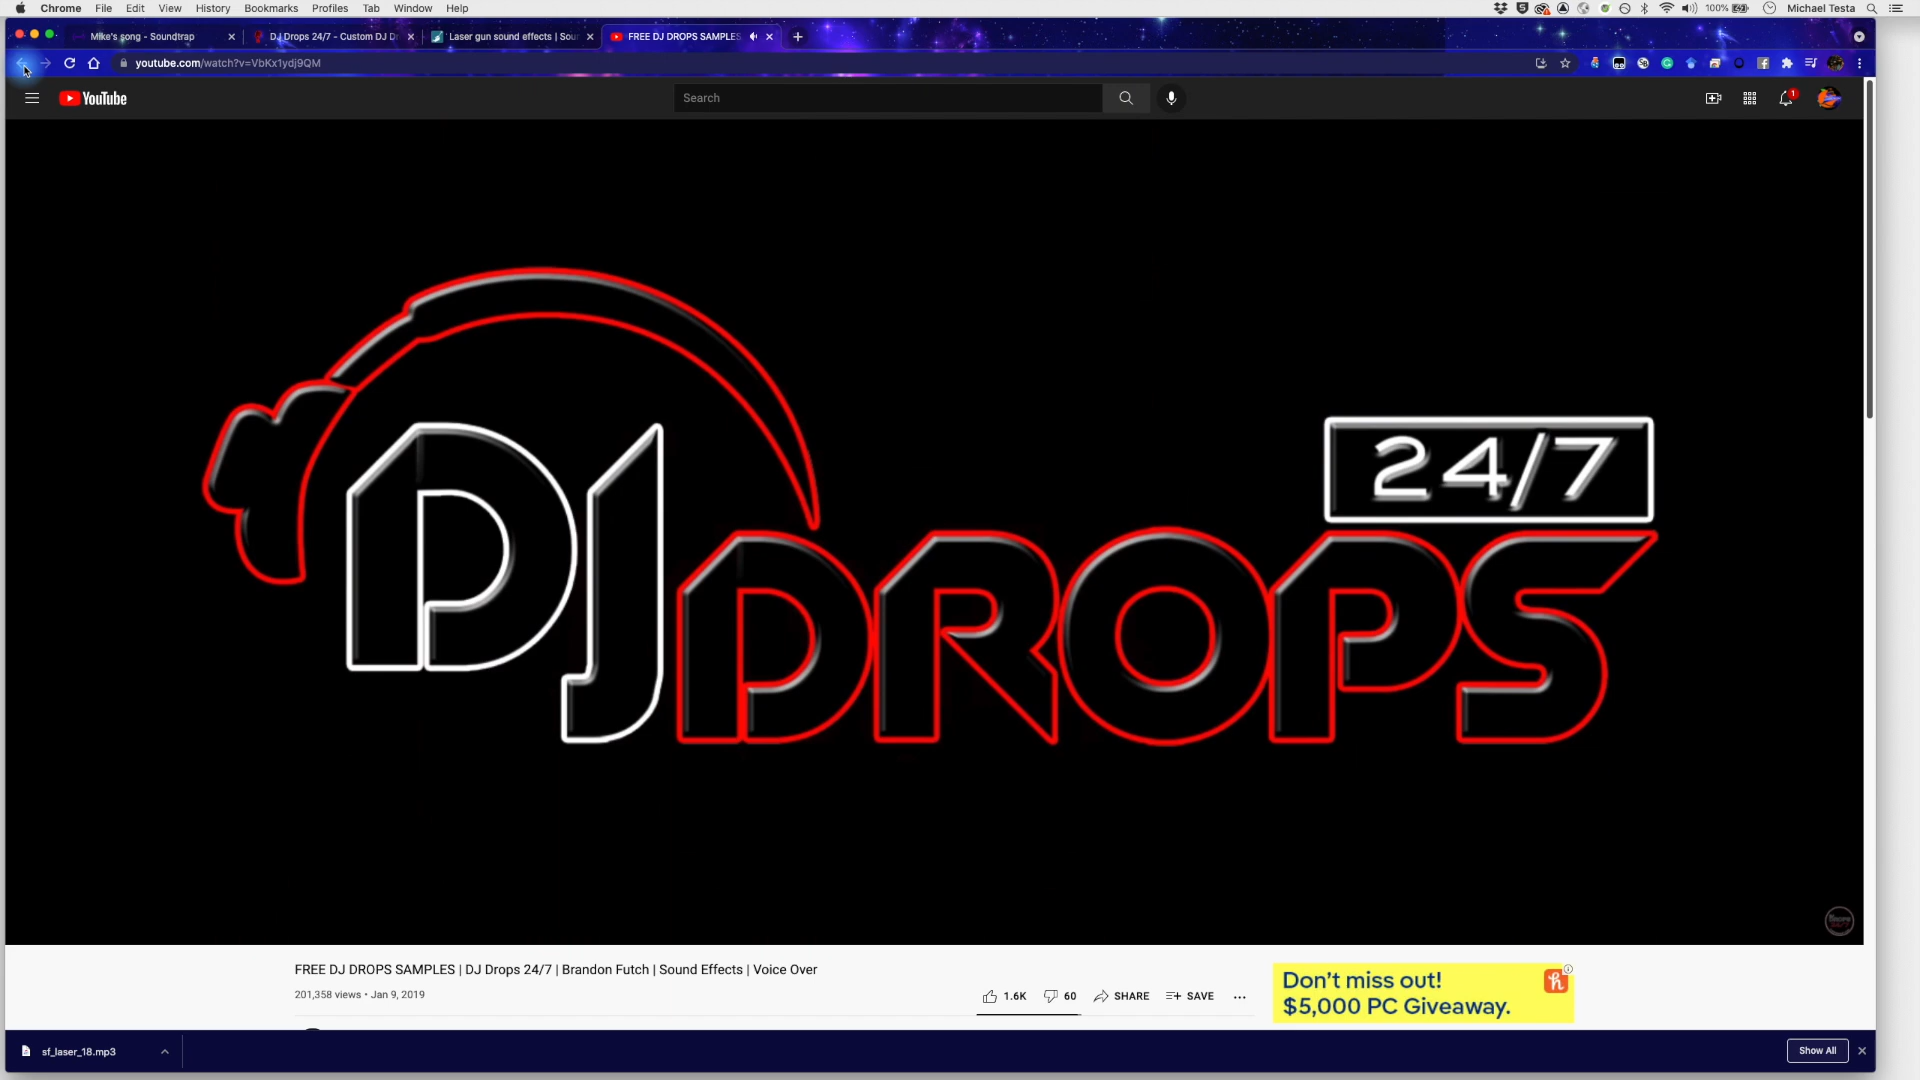 Chrome File Edit View History Bookmarks Profiles Tab Window Help 100% Michael Testa
Mike's song - Soundtrap DJ Drops 24/7 - Custom DJ D Laser gun sound effects | Sou FREE DJ DROPS SAMPLES
youtube.com/watch?v=VbKx1ydj9QM
YouTube Search 1
24/7
DJ DROPS
FREE DJ DROPS SAMPLES | DJ Drops 24/7 | Brandon Futch | Sound Effects | Voice Over
201,358 views • Jan 9, 2019
1.6K 60 SHARE SAVE
Don't miss out!
$5,000 PC Giveaway.
sf_laser_18.mp3 Show All